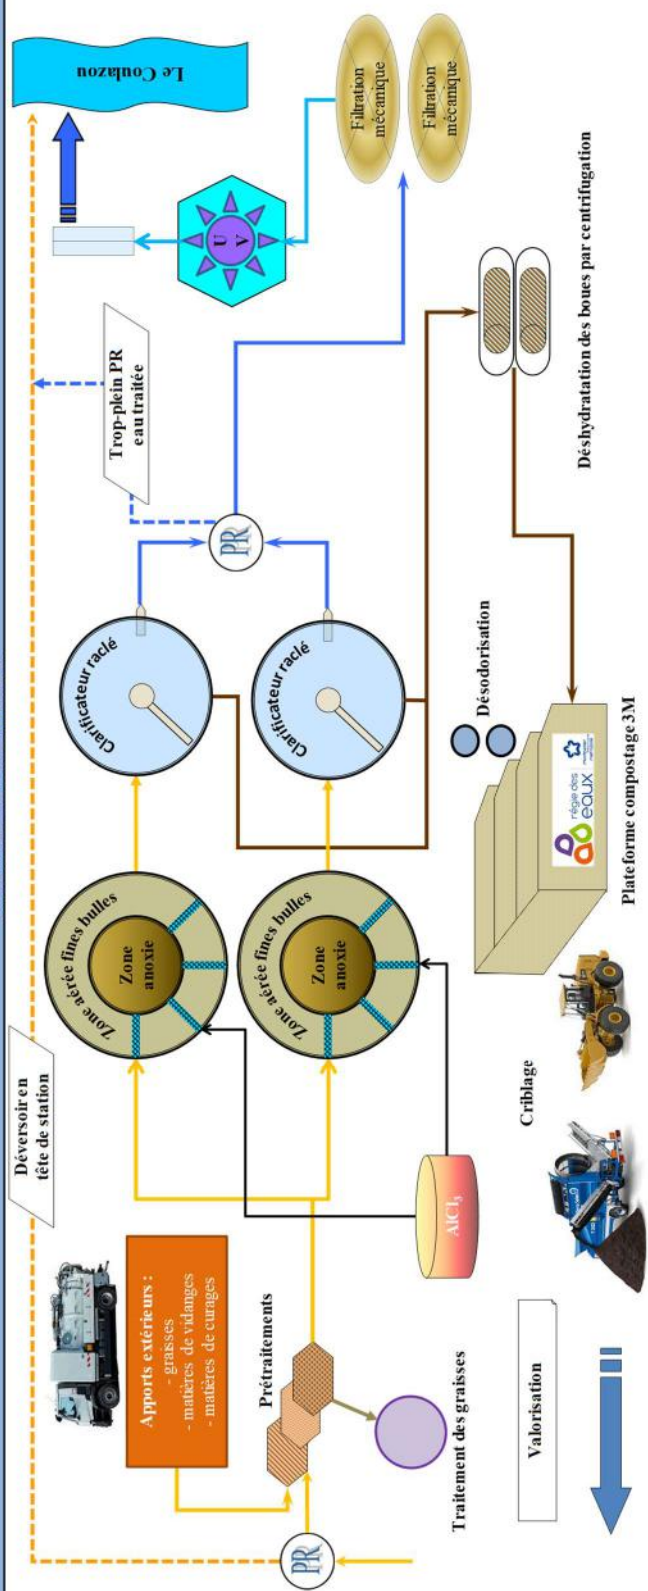 Déversoir en
tête de station
Le Coulazou
Trop-plein PR
eau traitée
U
V
Filtration
mécanique
Filtration
mécanique
Apports extérieurs :
- graisses
- matières de vidanges
- matières de curages
PR
Prétraitements
Traitement des graisses
Zone aérée fines bulles
Zone
anoxie
Zone aérée fines bulles
Zone
anoxie
Clarificateur raclé
Clarificateur raclé
PR
AlCl3
Déshydratation des boues par centrifugation
Désodorisation
régie des
eaux
Plateforme compostage 3M
Criblage
Valorisation